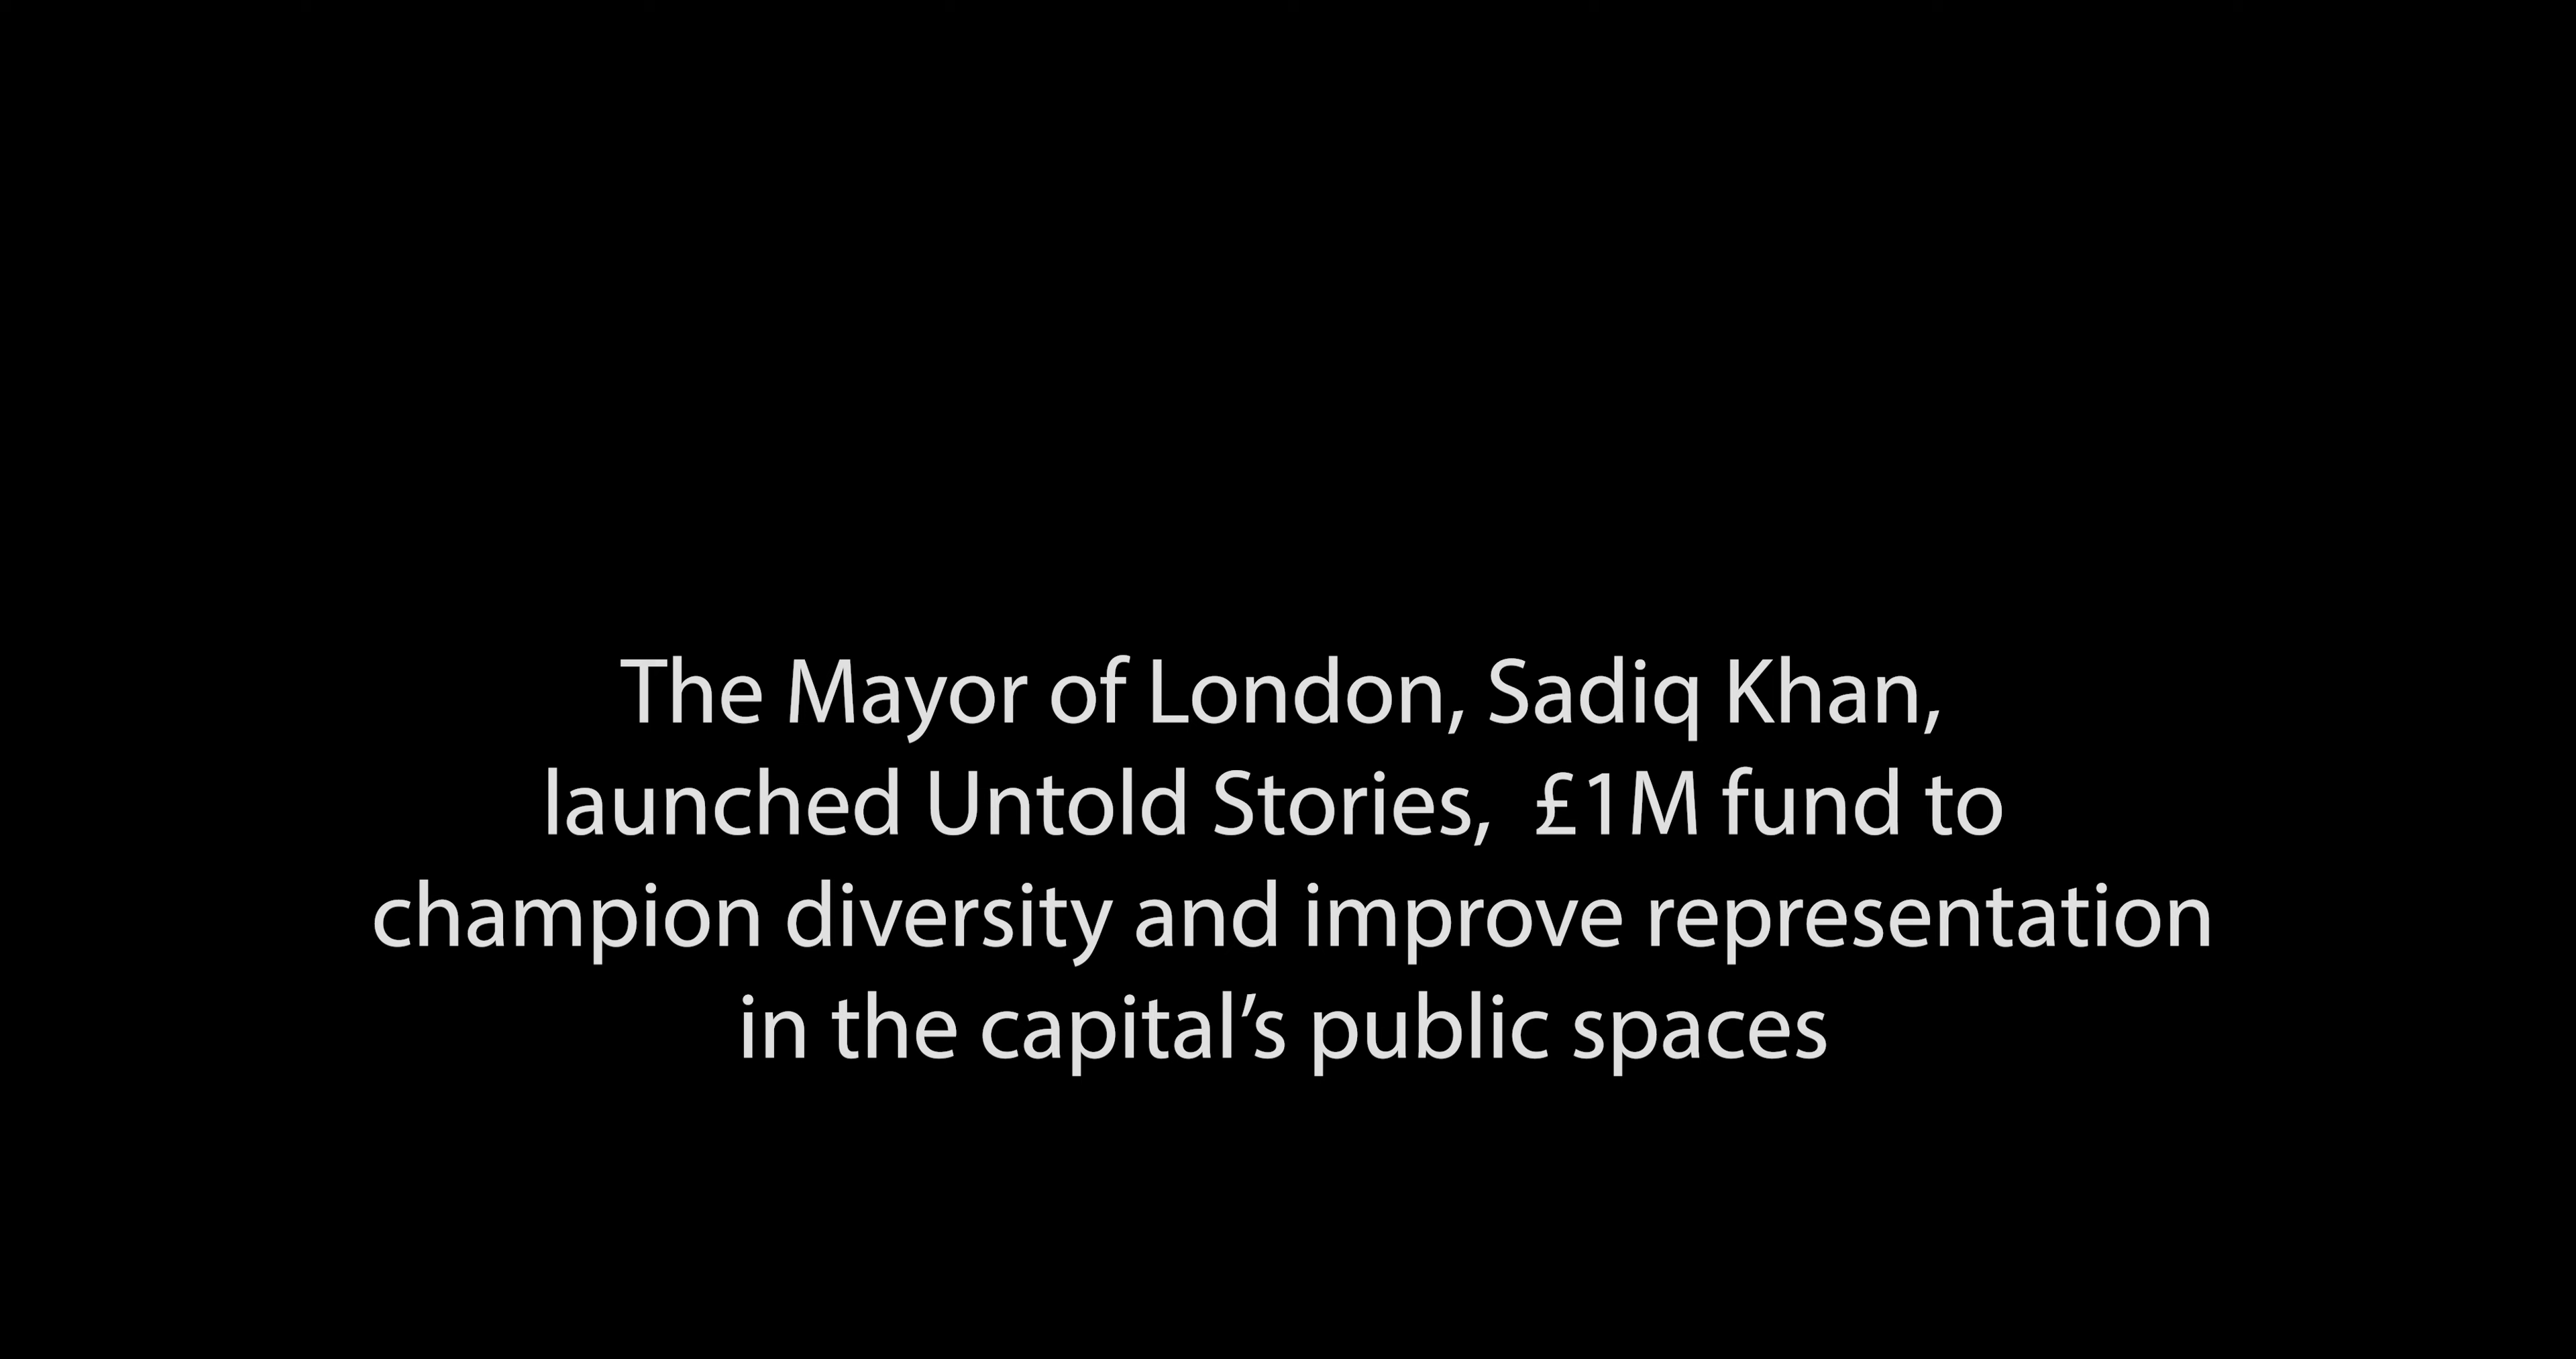 The Mayor of London, Sadiq Khan,
launched Untold Stories,  £1M fund to
champion diversity and improve representation
in the capital’s public spaces